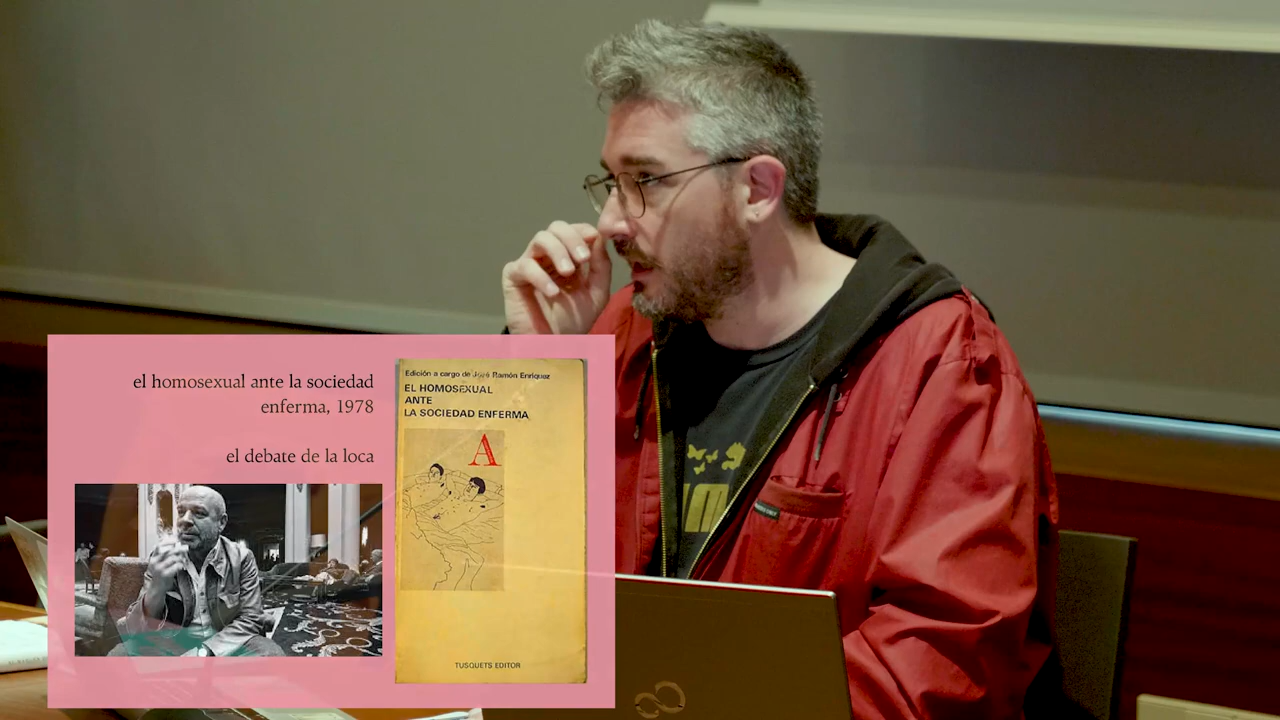 el homosexual ante la sociedad
enferma, 1978
el debate de la loca
Edición a cargo de José Ramón Enríquez
EL HOMOSEXUAL
ANTE
LA SOCIEDAD ENFERMA
A
TUSQUETS EDITOR